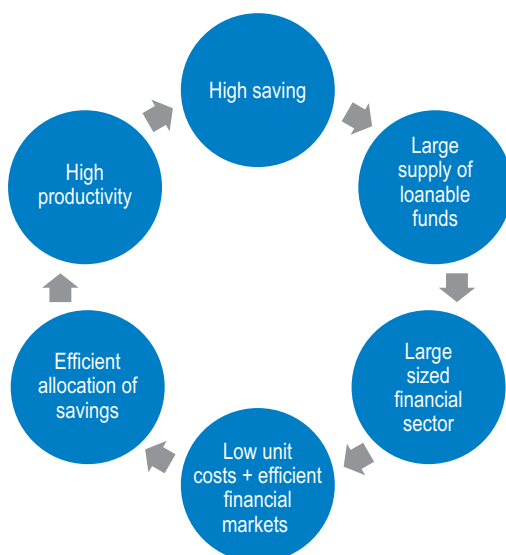 High saving
Large
supply of
loanable
funds
Large
sized
financial
sector
Low unit
costs + efficient
financial
markets
Efficient
allocation of
savings
High
productivity